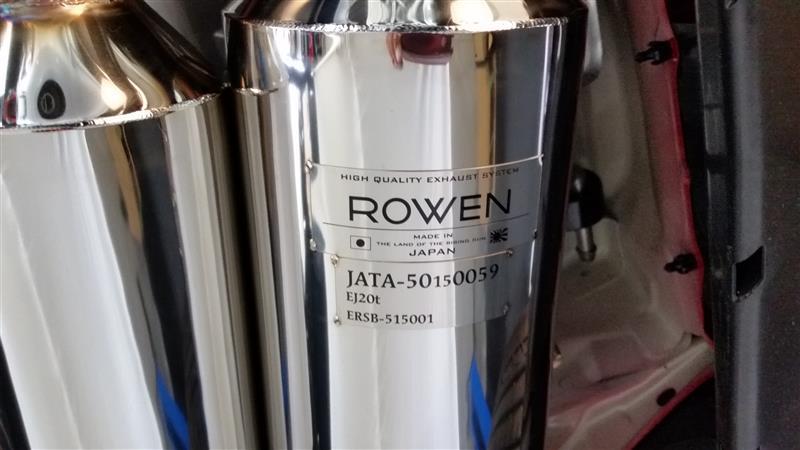 HIGH QUALITY EXHAUST SYSTEM
ROWEN
MADE IN
THE LAND OF THE RISING SUN
JAPAN
JATA-50150059
EJ20t
ERSB-515001